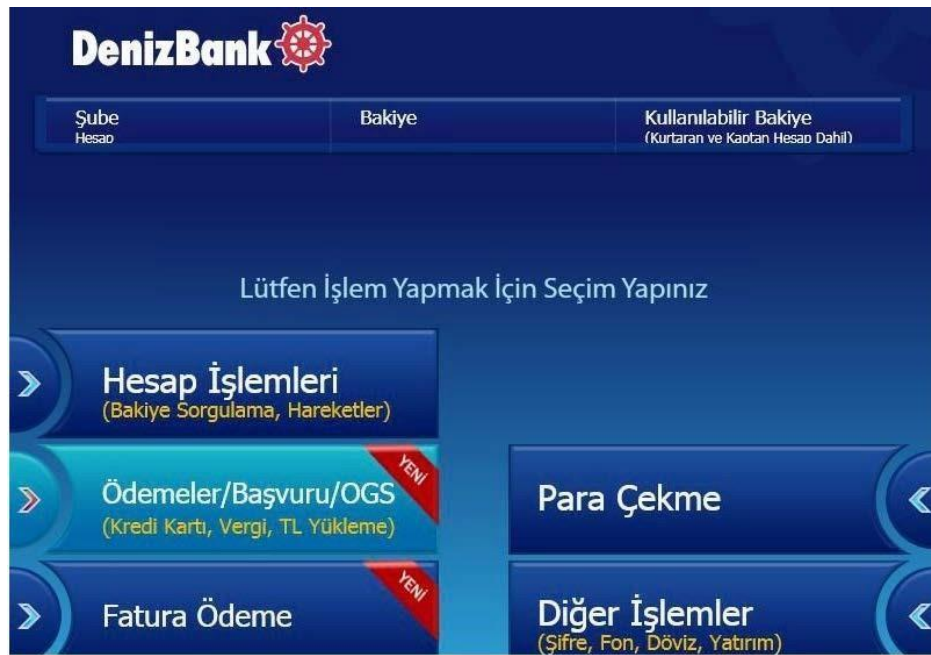 DenizBank
Şube
Hesap
Bakiye
Kullanılabilir Bakiye
(Kurtaran ve Kaptan Hesap Dahil)
Lütfen İşlem Yapmak İçin Seçim Yapınız
Hesap İşlemleri
(Bakiye Sorgulama, Hareketler)
YENİ
Ödemeler/Başvuru/OGS
(Kredi Kartı, Vergi, TL Yükleme)
Para Çekme
YENİ
Fatura Ödeme
Diğer İşlemler
(Şifre, Fon, Döviz, Yatırım)